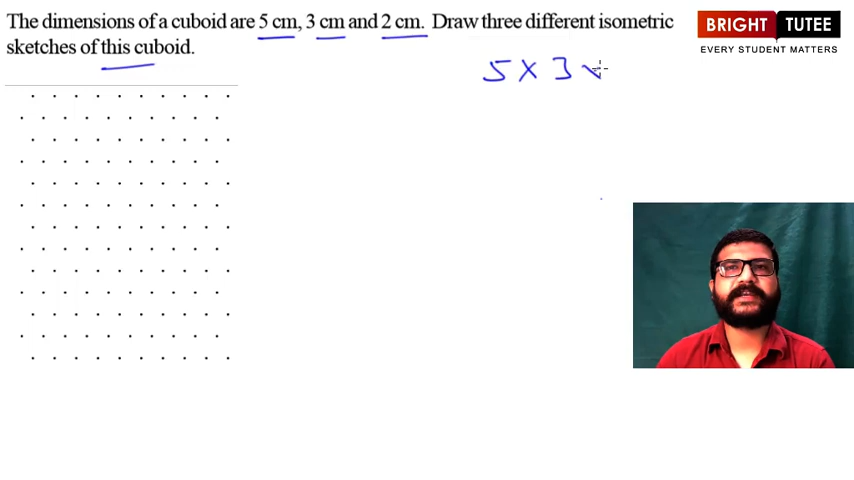 The dimensions of a cuboid are 5 cm, 3 cm and 2 cm. Draw three different isometric
sketches of this cuboid.
BRIGHT TUTEE
EVERY STUDENT MATTERS
5 × 3